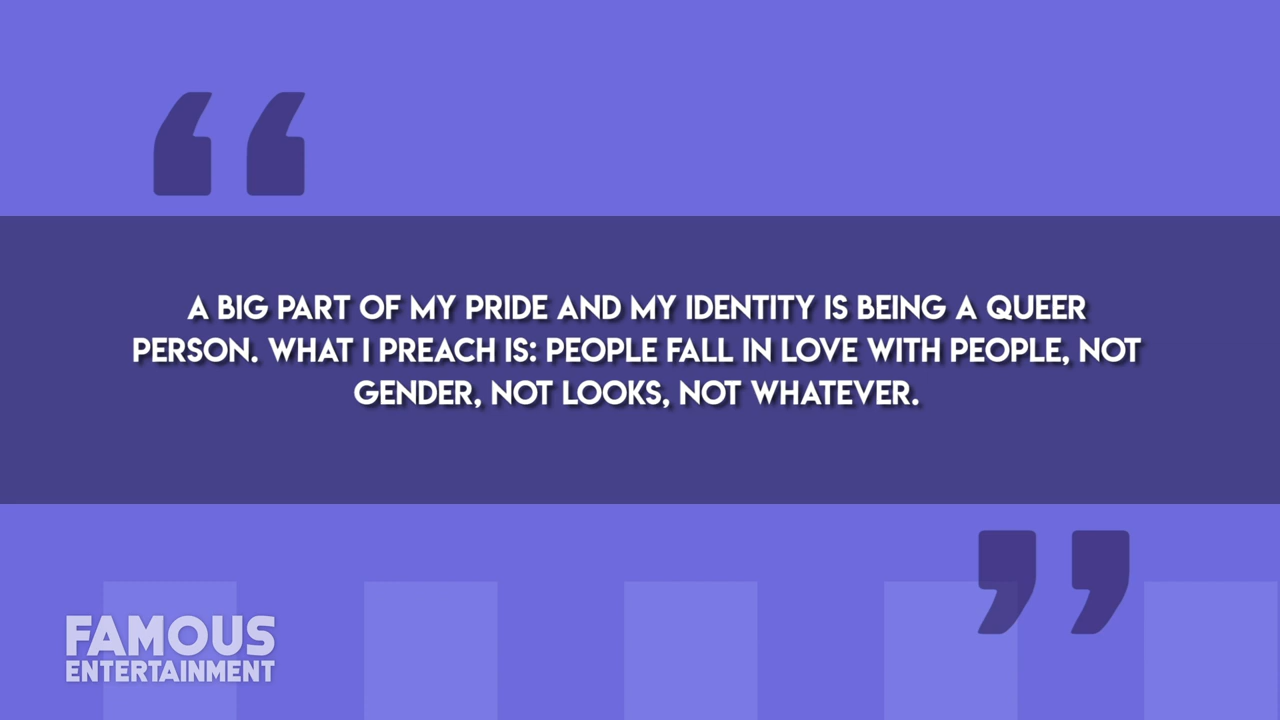 A BIG PART OF MY PRIDE AND MY IDENTITY IS BEING A QUEER
PERSON. WHAT I PREACH IS: PEOPLE FALL IN LOVE WITH PEOPLE, NOT
GENDER, NOT LOOKS, NOT WHATEVER.
FAMOUS
ENTERTAINMENT